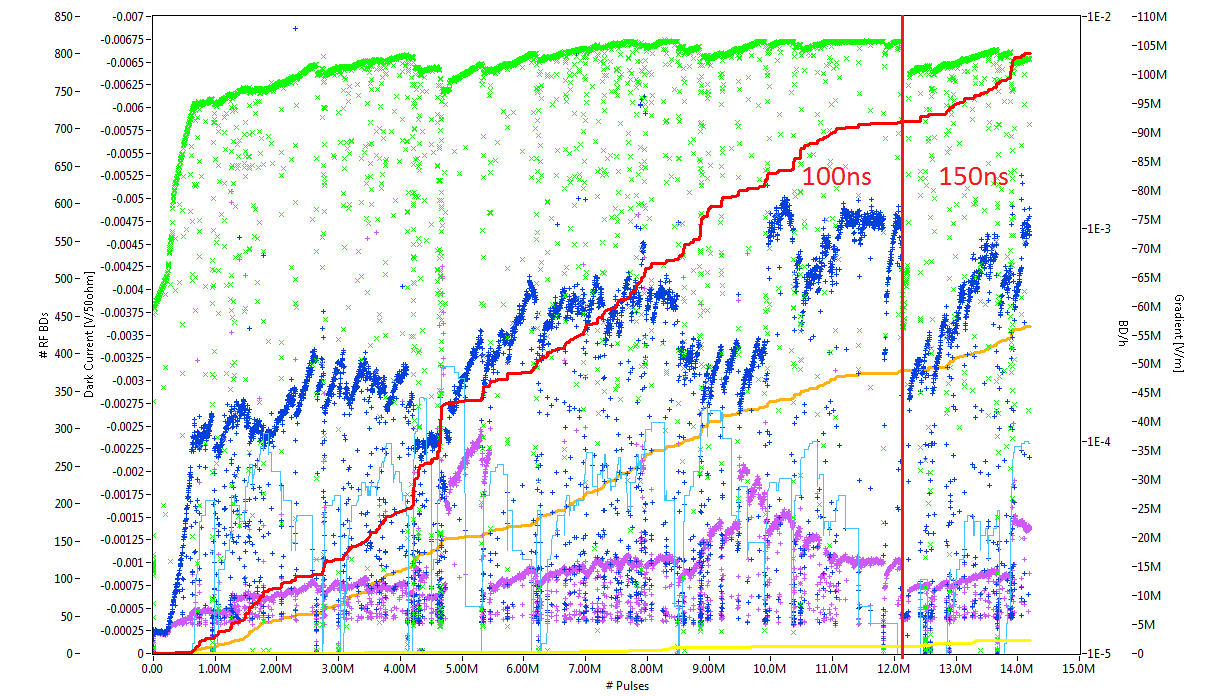 850
800
750
700
650
600
550
500
450
400
350
300
250
200
150
100
50
0
# RF BDs
-0.007
-0.00675
-0.0065
-0.00625
-0.006
-0.00575
-0.0055
-0.00525
-0.005
-0.00475
-0.0045
-0.00425
-0.004
-0.00375
-0.0035
-0.00325
-0.003
-0.00275
-0.0025
-0.00225
-0.002
-0.00175
-0.0015
-0.00125
-0.001
-0.00075
-0.0005
-0.00025
0
Dark Current [V/50ohm]
100ns
150ns
1E-2
1E-3
1E-4
1E-5
BD/h
110M
105M
100M
95M
90M
85M
80M
75M
70M
65M
60M
55M
50M
45M
40M
35M
30M
25M
20M
15M
10M
5M
0
Gradient [V/m]
0.00 1.00M 2.00M 3.00M 4.00M 5.00M 6.00M 7.00M 8.00M 9.00M 10.0M 11.0M 12.0M 13.0M 14.0M 15.0M
# Pulses